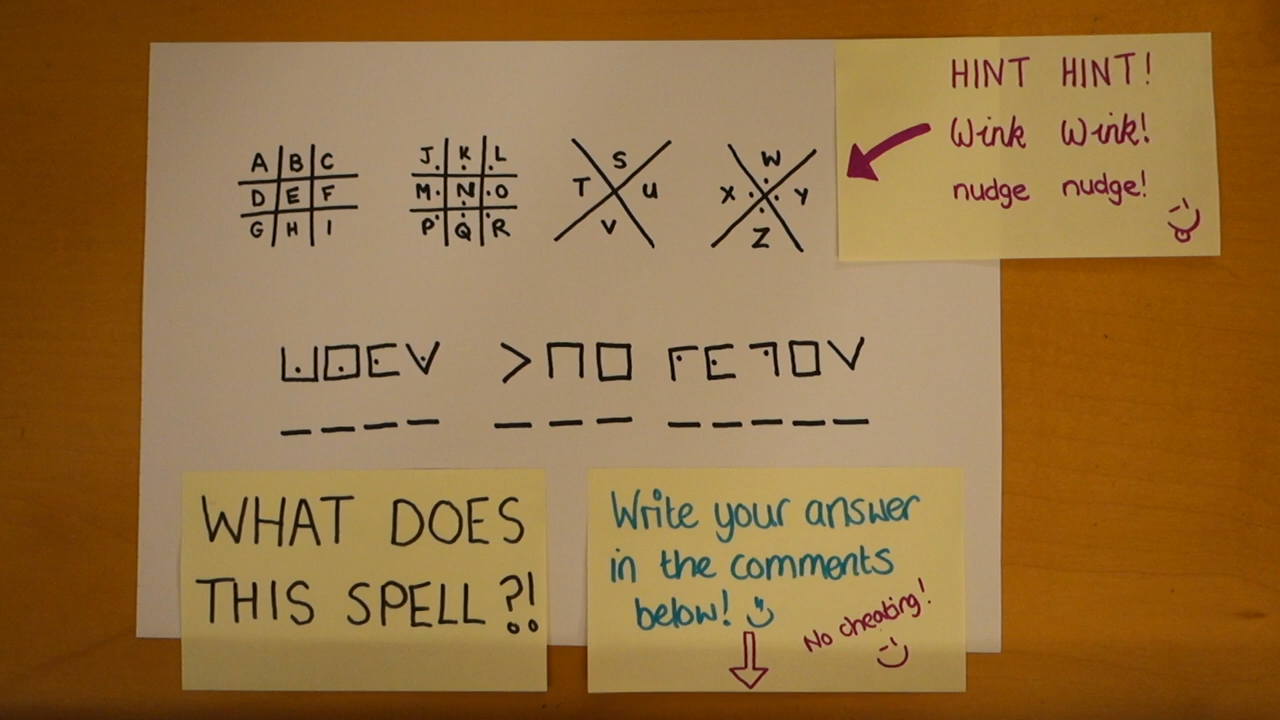 HINT HINT!
Wink Wink!
nudge nudge!
A B C
D E F
G H I
J K L
M N O
P Q R
S
T U
V
W
X Y
Z
WHAT DOES
THIS SPELL?!
Write your answer
in the comments
below!
No cheating!